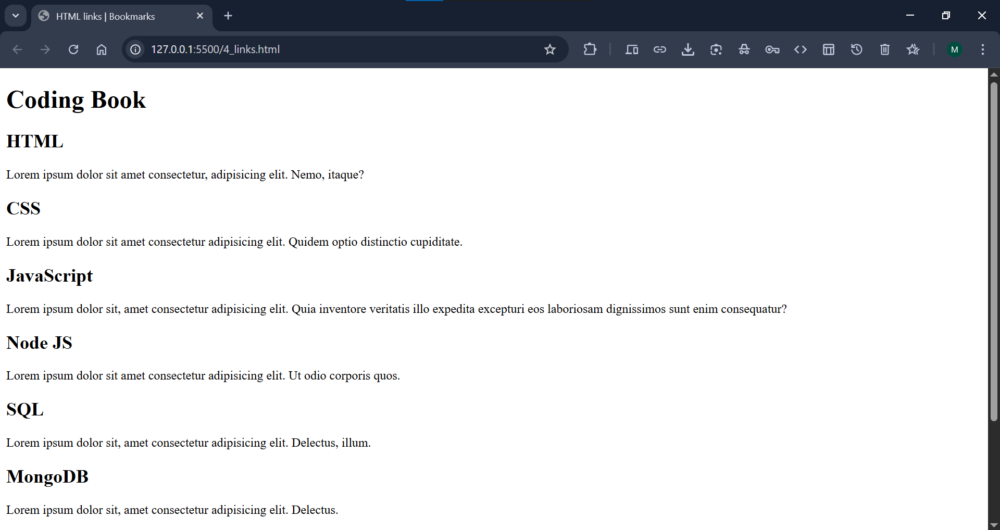 HTML links | Bookmarks
127.0.0.1:5500/4_links.html
M
Coding Book
HTML
Lorem ipsum dolor sit amet consectetur, adipisicing elit. Nemo, itaque?
CSS
Lorem ipsum dolor sit amet consectetur adipisicing elit. Quidem optio distinctio cupiditate.
JavaScript
Lorem ipsum dolor sit, amet consectetur adipisicing elit. Quia inventore veritatis illo expedita excepturi eos laboriosam dignissimos sunt enim consequatur?
Node JS
Lorem ipsum dolor sit amet consectetur adipisicing elit. Ut odio corporis quos.
SQL
Lorem ipsum dolor sit, amet consectetur adipisicing elit. Delectus, illum.
MongoDB
Lorem ipsum dolor sit, amet consectetur adipisicing elit. Delectus.